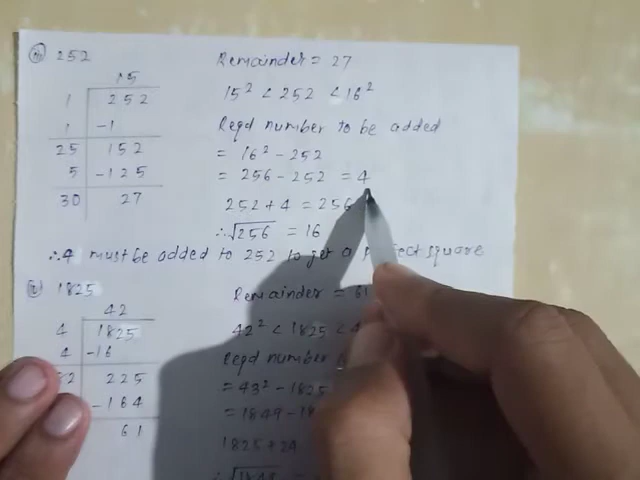 252
Remainder = 27
15
1 252
15² < 252 < 16²
1 -1
Reqd number to be added
25 152
= 16² - 252
5 -125
= 256 - 252 = 4
30 27
252 + 4 = 256
∴ √256 = 16
∴ 4 must be added to 252 to get a square
1825
Remainder = 61
42
4 1825
42² < 1825 <
4 -16
Reqd number
225
= 43² - 1825
-164
= 1849 - 18
61
1825 + 24